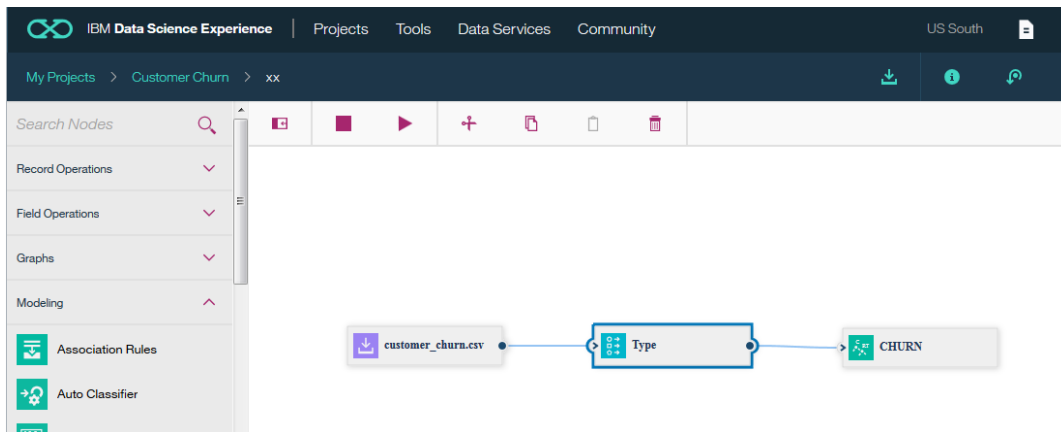 IBM Data Science Experience | Projects Tools Data Services Community US South
My Projects > Customer Churn > xx
Search Nodes
Record Operations
Field Operations
Graphs
Modeling
Association Rules
Auto Classifier
customer_churn.csv
Type
CHURN